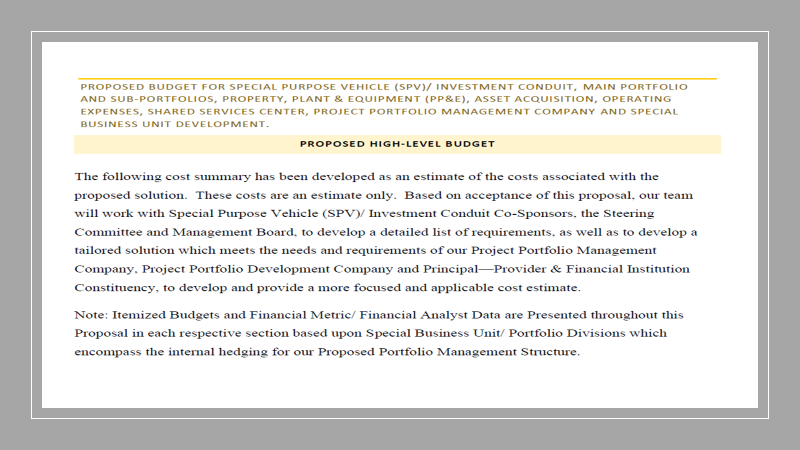 PROPOSED BUDGET FOR SPECIAL PURPOSE VEHICLE (SPV)/ INVESTMENT CONDUIT, MAIN PORTFOLIO
AND SUB-PORTFOLIOS, PROPERTY, PLANT & EQUIPMENT (PP&E), ASSET ACQUISITION, OPERATING
EXPENSES, SHARED SERVICES CENTER, PROJECT PORTFOLIO MANAGEMENT COMPANY AND SPECIAL
BUSINESS UNIT DEVELOPMENT.
PROPOSED HIGH-LEVEL BUDGET
The following cost summary has been developed as an estimate of the costs associated with the
proposed solution.  These costs are an estimate only.  Based on acceptance of this proposal, our team
will work with Special Purpose Vehicle (SPV)/ Investment Conduit Co-Sponsors, the Steering
Committee and Management Board, to develop a detailed list of requirements, as well as to develop a
tailored solution which meets the needs and requirements of our Project Portfolio Management
Company, Project Portfolio Development Company and Principal—Provider & Financial Institution
Constituency, to develop and provide a more focused and applicable cost estimate.
Note: Itemized Budgets and Financial Metric/ Financial Analyst Data are Presented throughout this
Proposal in each respective section based upon Special Business Unit/ Portfolio Divisions which
encompass the internal hedging for our Proposed Portfolio Management Structure.